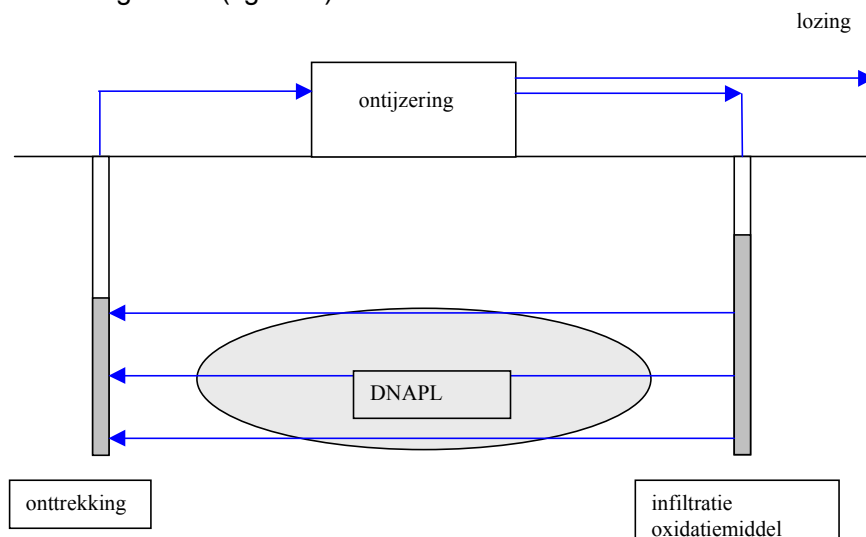 lozing
ontijzering
DNAPL
onttrekking
infiltratie
oxidatiemiddel